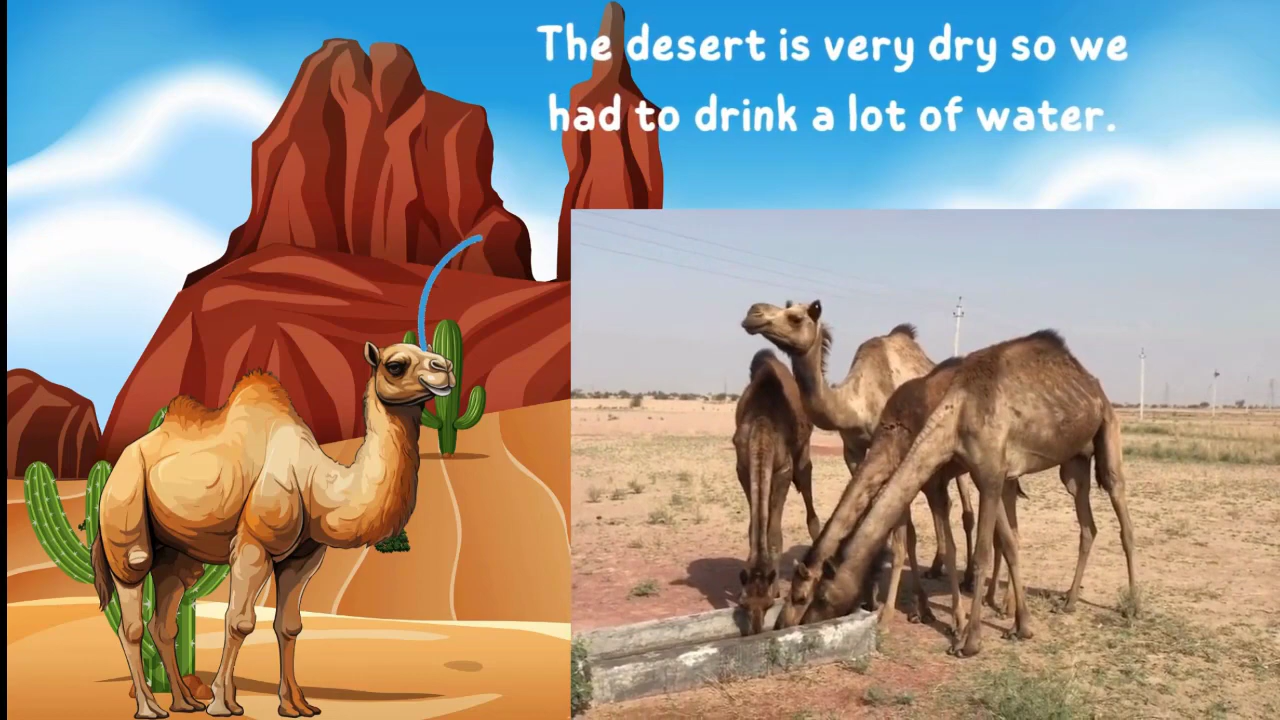 The desert is very dry so we
had to drink a lot of water.